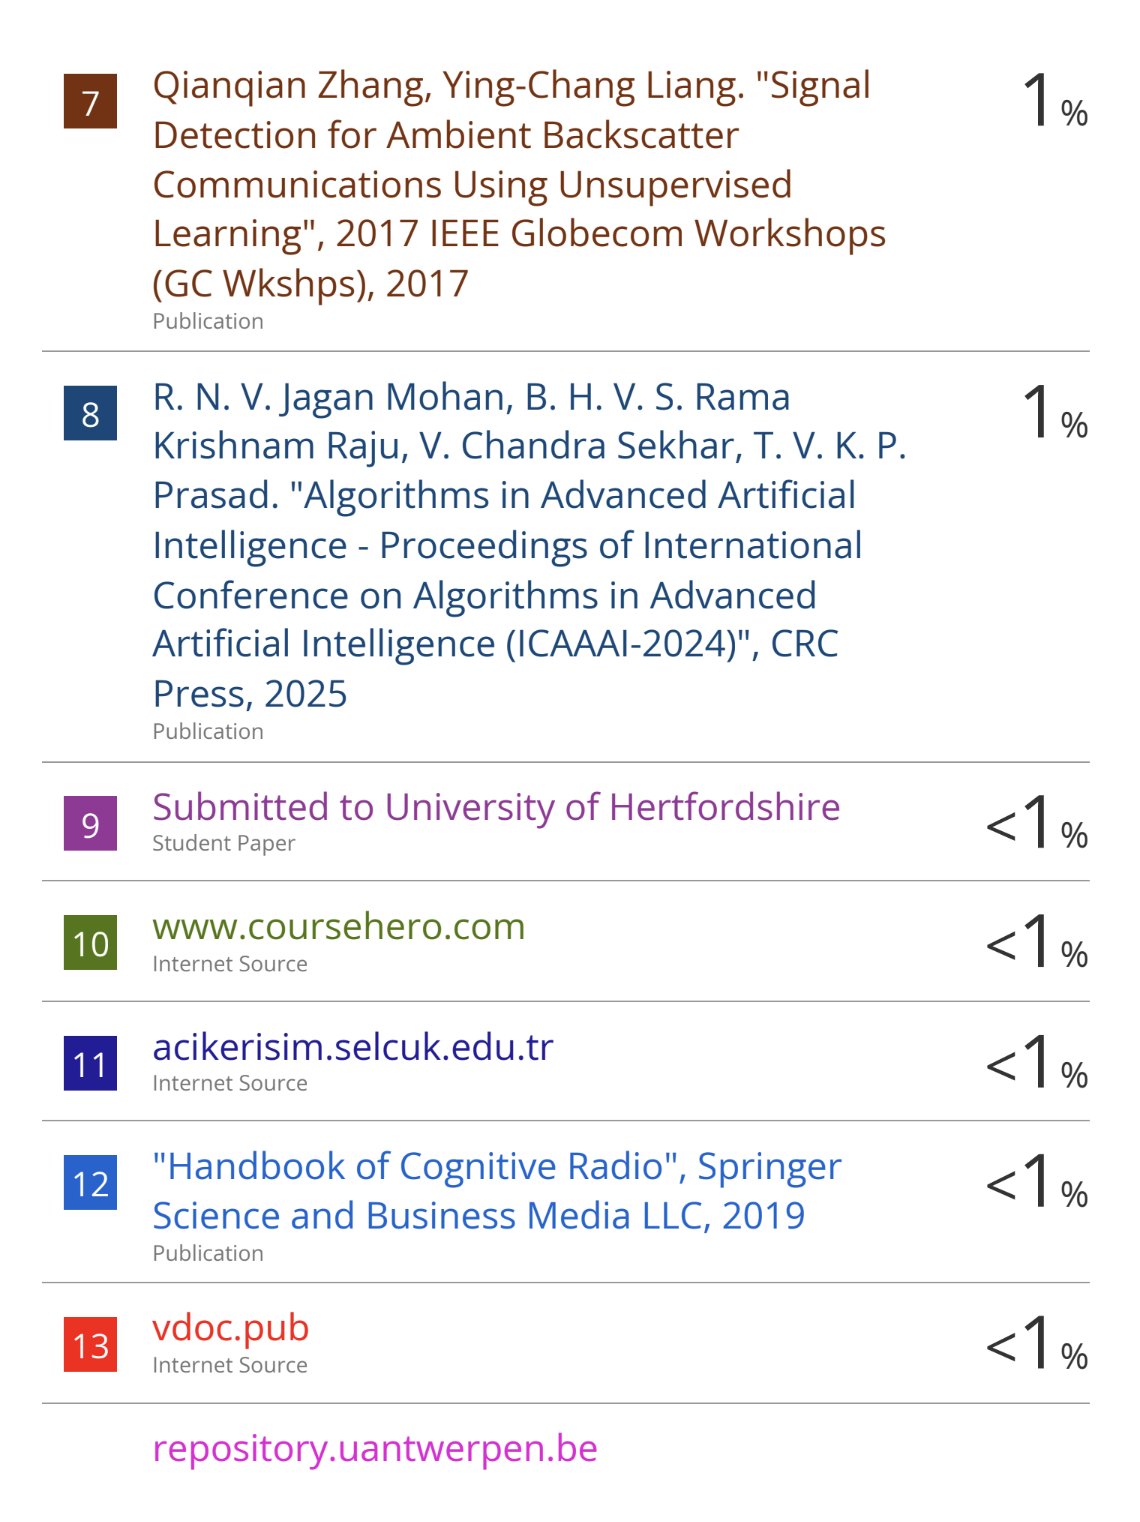 7
Qianqian Zhang, Ying-Chang Liang. "Signal
1 %
Detection for Ambient Backscatter
Communications Using Unsupervised
Learning", 2017 IEEE Globecom Workshops
(GC Wkshps), 2017
Publication
8
R. N. V. Jagan Mohan, B. H. V. S. Rama
1 %
Krishnam Raju, V. Chandra Sekhar, T. V. K. P.
Prasad. "Algorithms in Advanced Artificial
Intelligence - Proceedings of International
Conference on Algorithms in Advanced
Artificial Intelligence (ICAAAI-2024)", CRC
Press, 2025
Publication
9
Submitted to University of Hertfordshire
<1 %
Student Paper
10
www.coursehero.com
<1 %
Internet Source
11
acikerisim.selcuk.edu.tr
<1 %
Internet Source
12
"Handbook of Cognitive Radio", Springer
<1 %
Science and Business Media LLC, 2019
Publication
13
vdoc.pub
<1 %
Internet Source
repository.uantwerpen.be